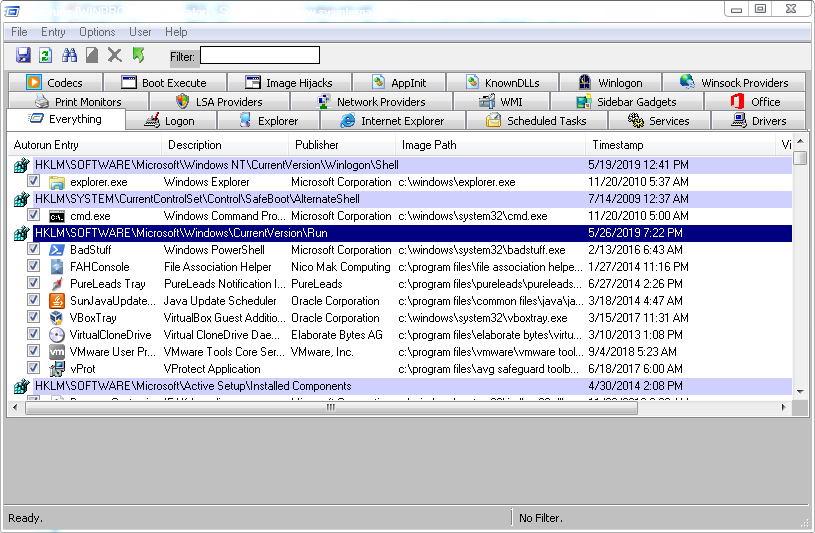 File Entry Options User Help
Filter:
Codecs Boot Execute Image Hijacks AppInit KnownDLLs Winlogon Winsock Providers
Print Monitors LSA Providers Network Providers WMI Sidebar Gadgets Office
Everything Logon Explorer Internet Explorer Scheduled Tasks Services Drivers
Autorun Entry Description Publisher Image Path Timestamp Vi
HKLM\SOFTWARE\Microsoft\Windows NT\CurrentVersion\Winlogon\Shell 5/19/2019 12:41 PM
explorer.exe Windows Explorer Microsoft Corporation c:\windows\explorer.exe 11/20/2010 5:37 AM
HKLM\SYSTEM\CurrentControlSet\Control\SafeBoot\AlternateShell 7/14/2009 12:37 AM
cmd.exe Windows Command Pro... Microsoft Corporation c:\windows\system32\cmd.exe 11/20/2010 5:00 AM
HKLM\SOFTWARE\Microsoft\Windows\CurrentVersion\Run 5/26/2019 7:22 PM
BadStuff Windows PowerShell Microsoft Corporation c:\windows\system32\badstuff.exe 2/13/2016 6:43 AM
FAHConsole File Association Helper Nico Mak Computing c:\program files\file association helpe... 1/27/2014 11:16 PM
PureLeads Tray PureLeads Notification I... PureLeads c:\program files\pureleads\pureleads... 6/27/2014 2:26 PM
SunJavaUpdate... Java Update Scheduler Oracle Corporation c:\program files\common files\java\ja... 3/18/2014 4:47 AM
VBoxTray VirtualBox Guest Additio... Oracle Corporation c:\windows\system32\vboxtray.exe 3/15/2017 11:31 AM
VirtualCloneDrive Virtual CloneDrive Dae... Elaborate Bytes AG c:\program files\elaborate bytes\virtu... 3/10/2013 1:08 PM
VMware User Pr... VMware Tools Core Ser... VMware, Inc. c:\program files\vmware\vmware tool... 9/4/2018 5:23 AM
vProt VProtect Application c:\program files\avg safeguard toolb... 6/18/2017 6:00 AM
HKLM\SOFTWARE\Microsoft\Active Setup\Installed Components 4/30/2014 2:08 PM
Ready. No Filter.